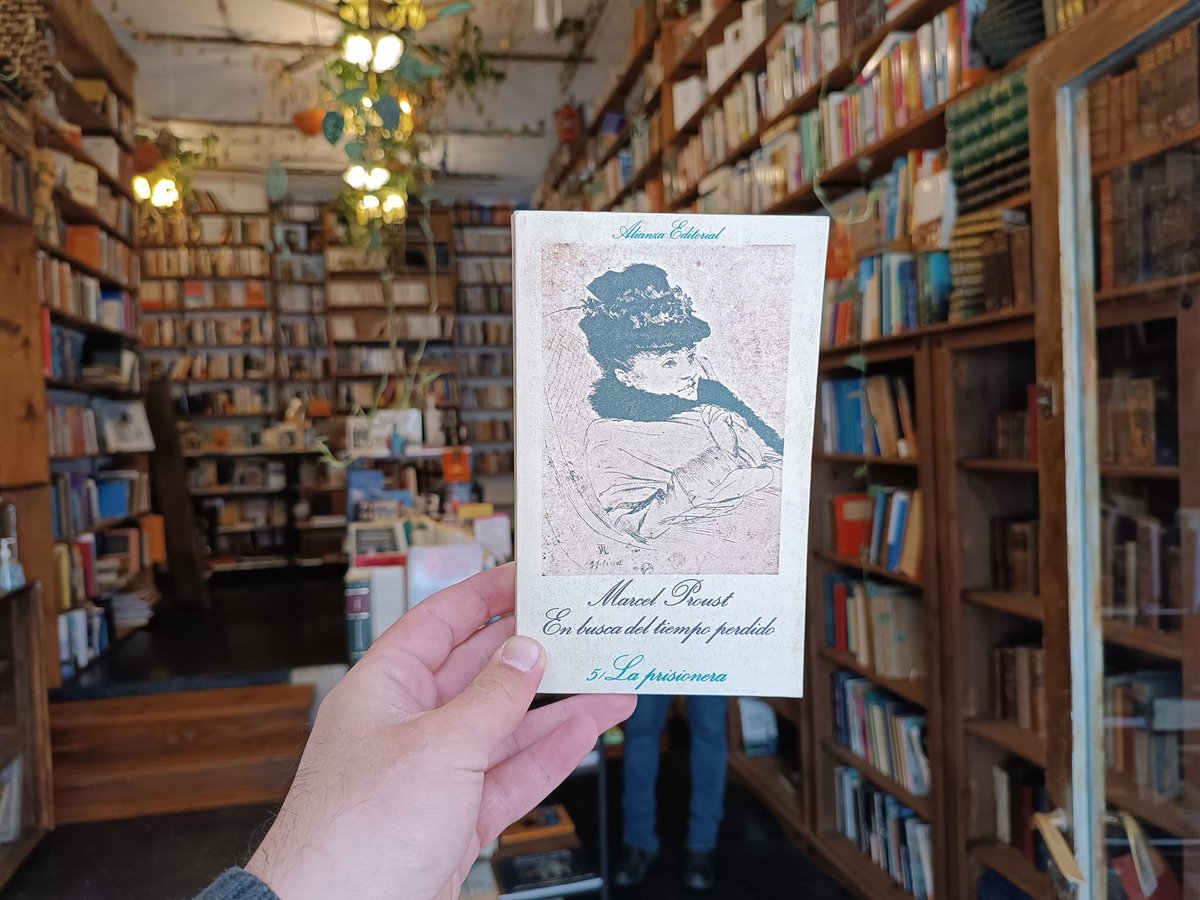 Alianza Editorial
Marcel Proust
En busca del tiempo perdido
5/ La prisionera